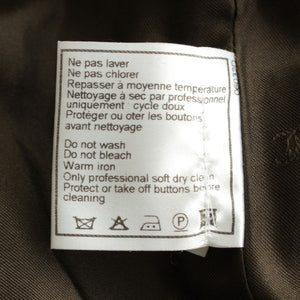 Ne pas laver
Ne pas chlorer
Repasser à moyenne temperature
Nettoyage à sec par professionnel
uniquement : cycle doux
Protéger ou oter les boutons
avant nettoyage
Do not wash
Do not bleach
Warm iron
Only professional soft dry clean
Protect or take off buttons before
cleaning
P